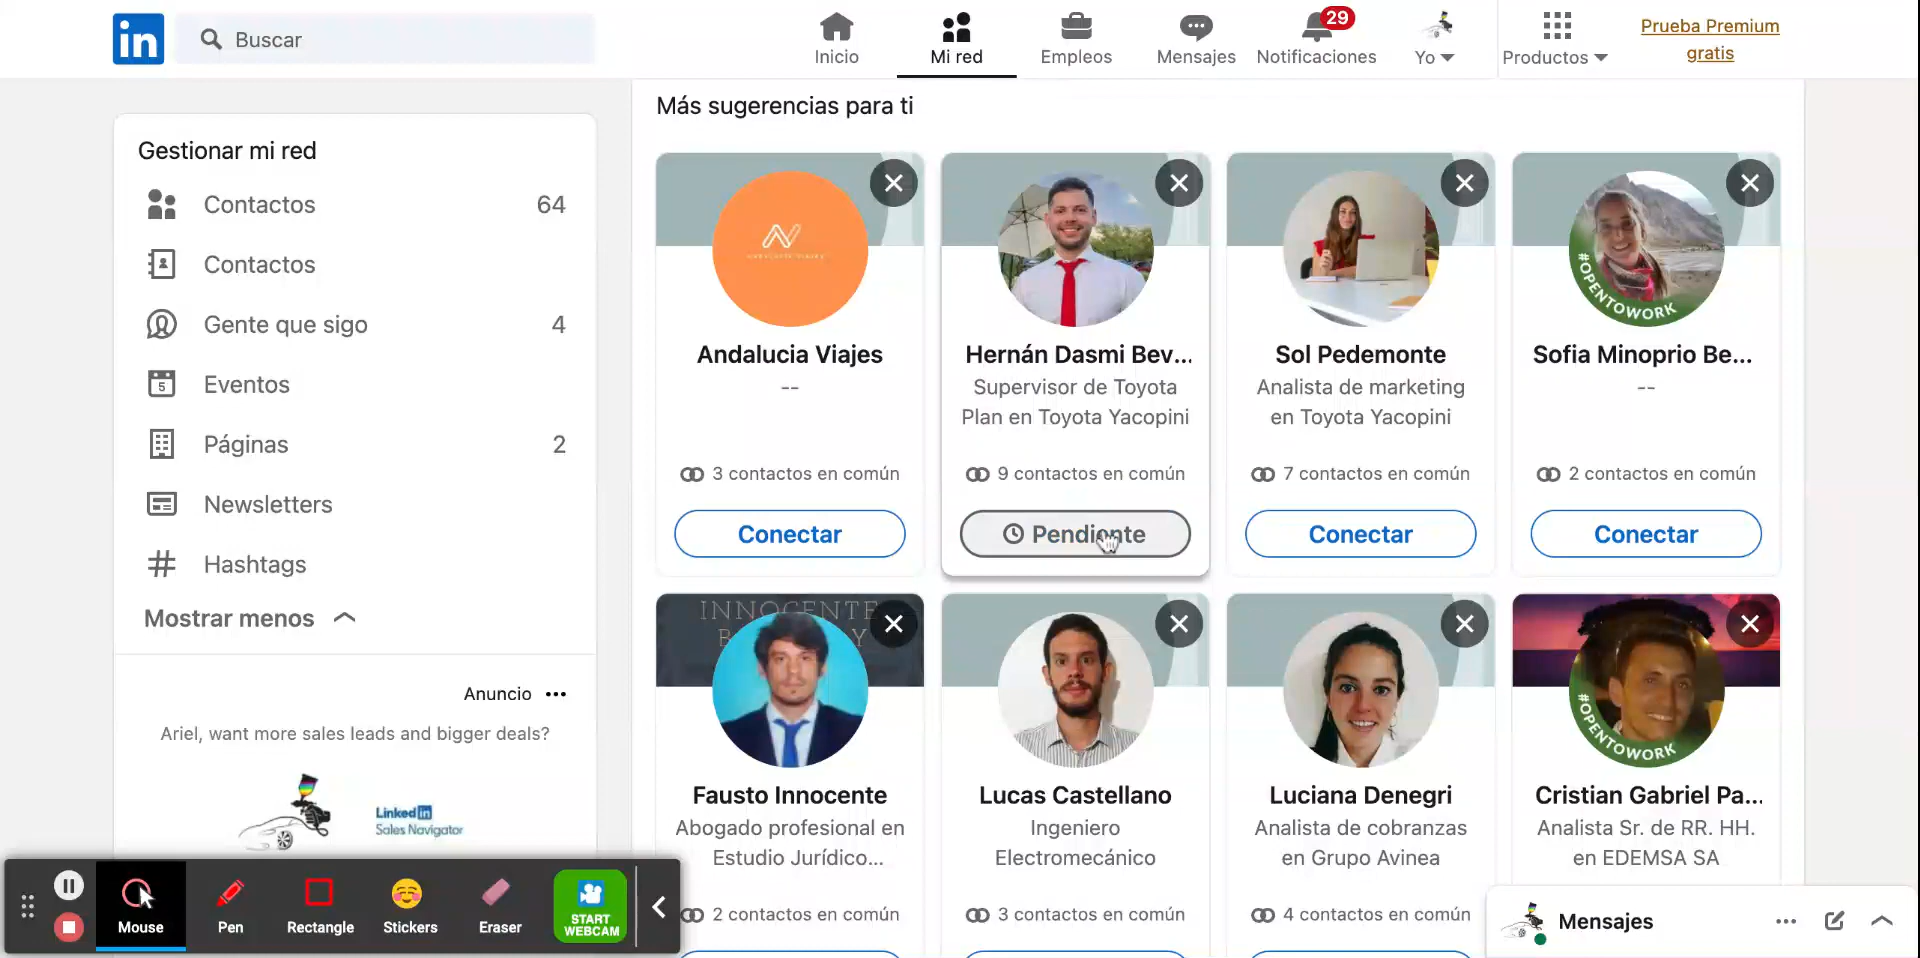 in
Buscar
Inicio
Mi red
Empleos
Mensajes
29
Notificaciones
Yo
Productos
Prueba Premium
gratis
Gestionar mi red
Contactos 64
Contactos
Gente que sigo 4
5
Eventos
Páginas 2
Newsletters
Hashtags
Mostrar menos
Anuncio
Ariel, want more sales leads and bigger deals?
Linked in
Sales Navigator
Más sugerencias para ti
Andalucia Viajes
--
3 contactos en común
Conectar
Hernán Dasmi Bev...
Supervisor de Toyota
Plan en Toyota Yacopini
9 contactos en común
Pendiente
Sol Pedemonte
Analista de marketing
en Toyota Yacopini
7 contactos en común
Conectar
#OPENTOWORK
Sofia Minoprio Be...
--
2 contactos en común
Conectar
INNOCENTE
Fausto Innocente
Abogado profesional en
Estudio Jurídico...
2 contactos en común
Lucas Castellano
Ingeniero
Electromecánico
3 contactos en común
Luciana Denegri
Analista de cobranzas
en Grupo Avinea
4 contactos en común
#OPENTOWORK
Cristian Gabriel Pa...
Analista Sr. de RR. HH.
en EDEMSA SA
Mensajes
Mouse
Pen
Rectangle
Stickers
Eraser
START
WEBCAM